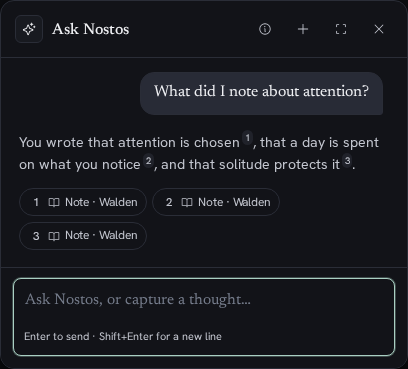 Ask Nostos
What did I note about attention?
You wrote that attention is chosen 1, that a day is spent
on what you notice 2, and that solitude protects it 3.
1 Note · Walden 2 Note · Walden
3 Note · Walden
Ask Nostos, or capture a thought…
Enter to send · Shift+Enter for a new line